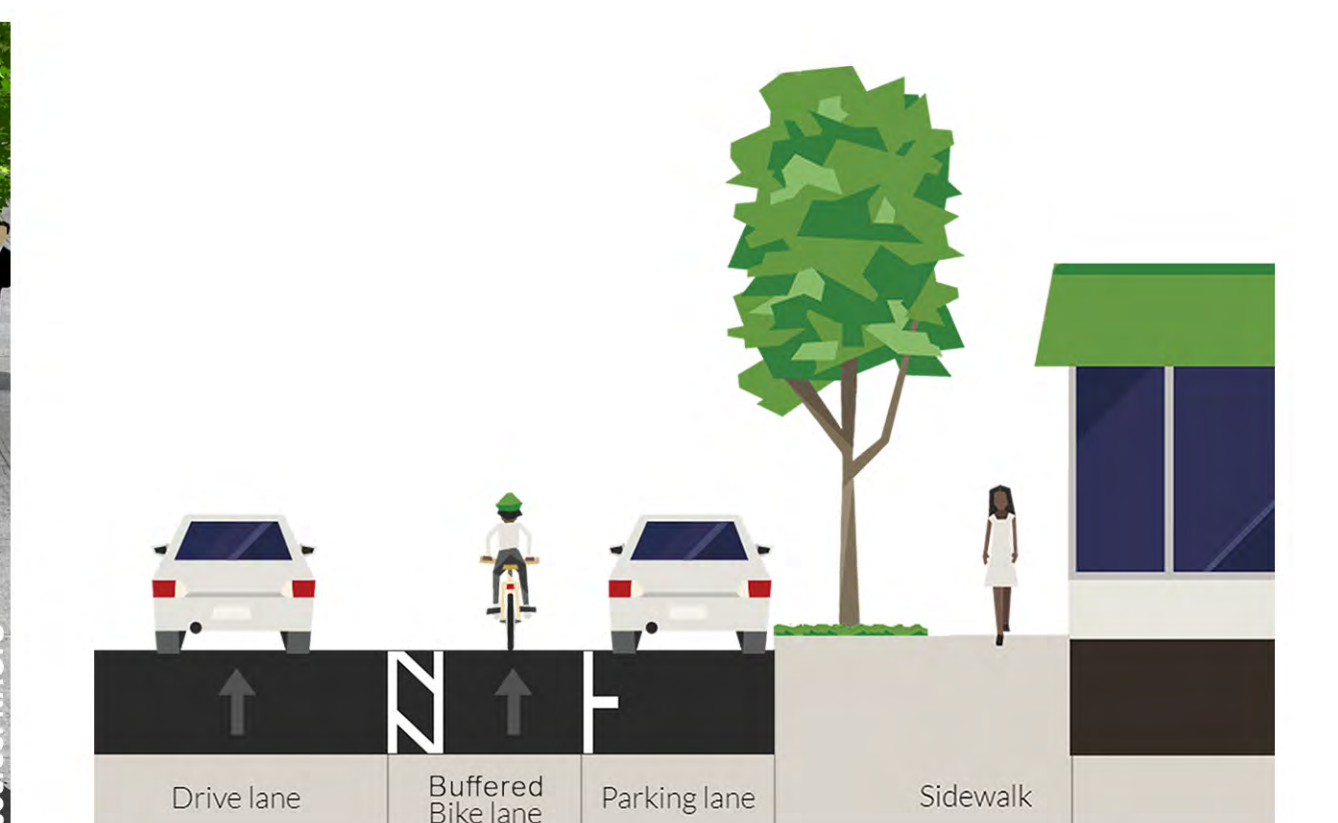 Drive lane
Buffered
Bike lane
Parking lane
Sidewalk